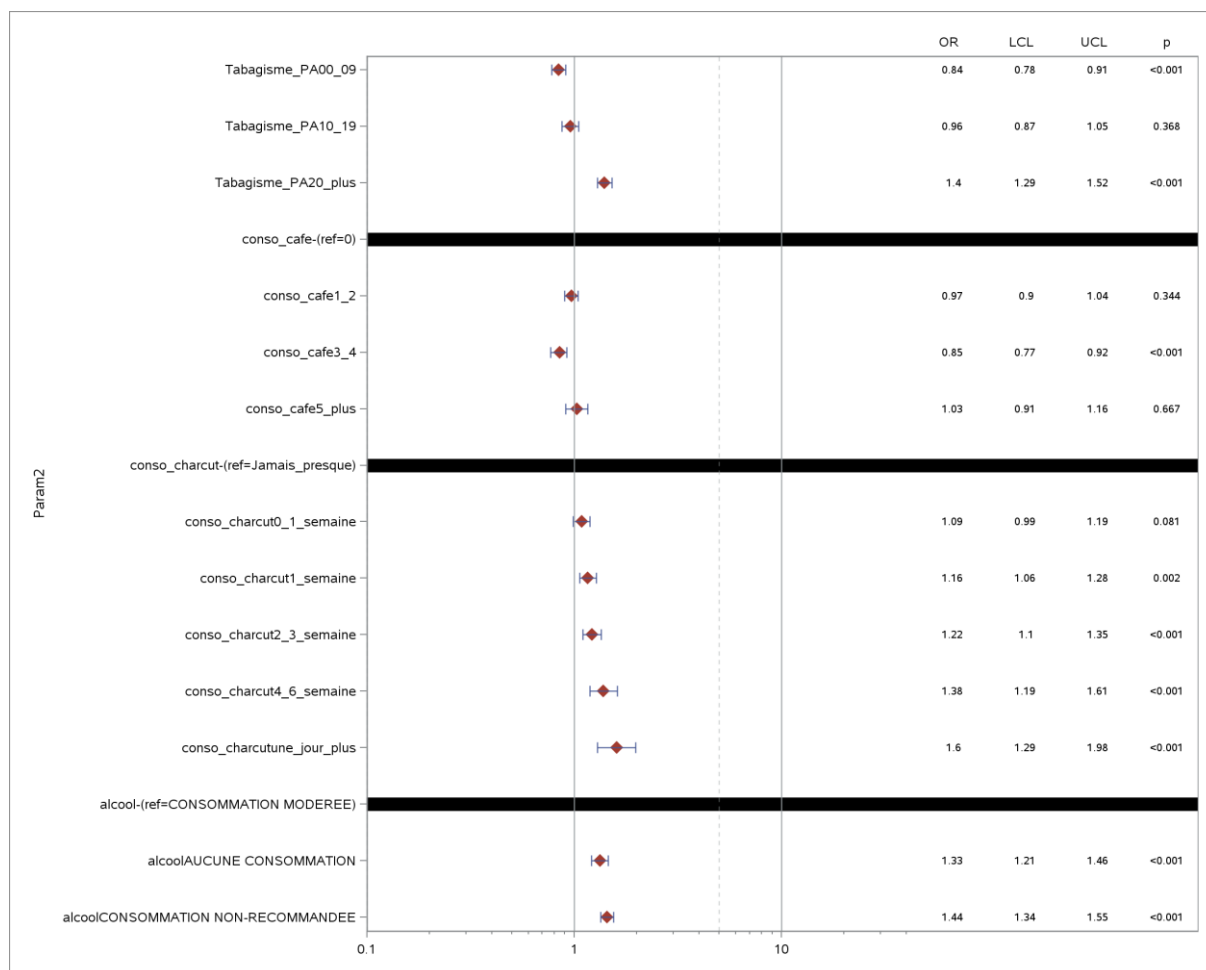 OR LCL UCL p
Tabagisme_PA00_09 0.84 0.78 0.91 <0.001
Tabagisme_PA10_19 0.96 0.87 1.05 0.368
Tabagisme_PA20_plus 1.4 1.29 1.52 <0.001
conso_cafe-(ref=0)
conso_cafe1_2 0.97 0.9 1.04 0.344
conso_cafe3_4 0.85 0.77 0.92 <0.001
conso_cafe5_plus 1.03 0.91 1.16 0.667
conso_charcut-(ref=Jamais_presque)
Param2
conso_charcut0_1_semaine 1.09 0.99 1.19 0.081
conso_charcut1_semaine 1.16 1.06 1.28 0.002
conso_charcut2_3_semaine 1.22 1.1 1.35 <0.001
conso_charcut4_6_semaine 1.38 1.19 1.61 <0.001
conso_charcutune_jour_plus 1.6 1.29 1.98 <0.001
alcool-(ref=CONSOMMATION MODEREE)
alcoolAUCUNE CONSOMMATION 1.33 1.21 1.46 <0.001
alcoolCONSOMMATION NON-RECOMMANDEE 1.44 1.34 1.55 <0.001
0.1 1 10